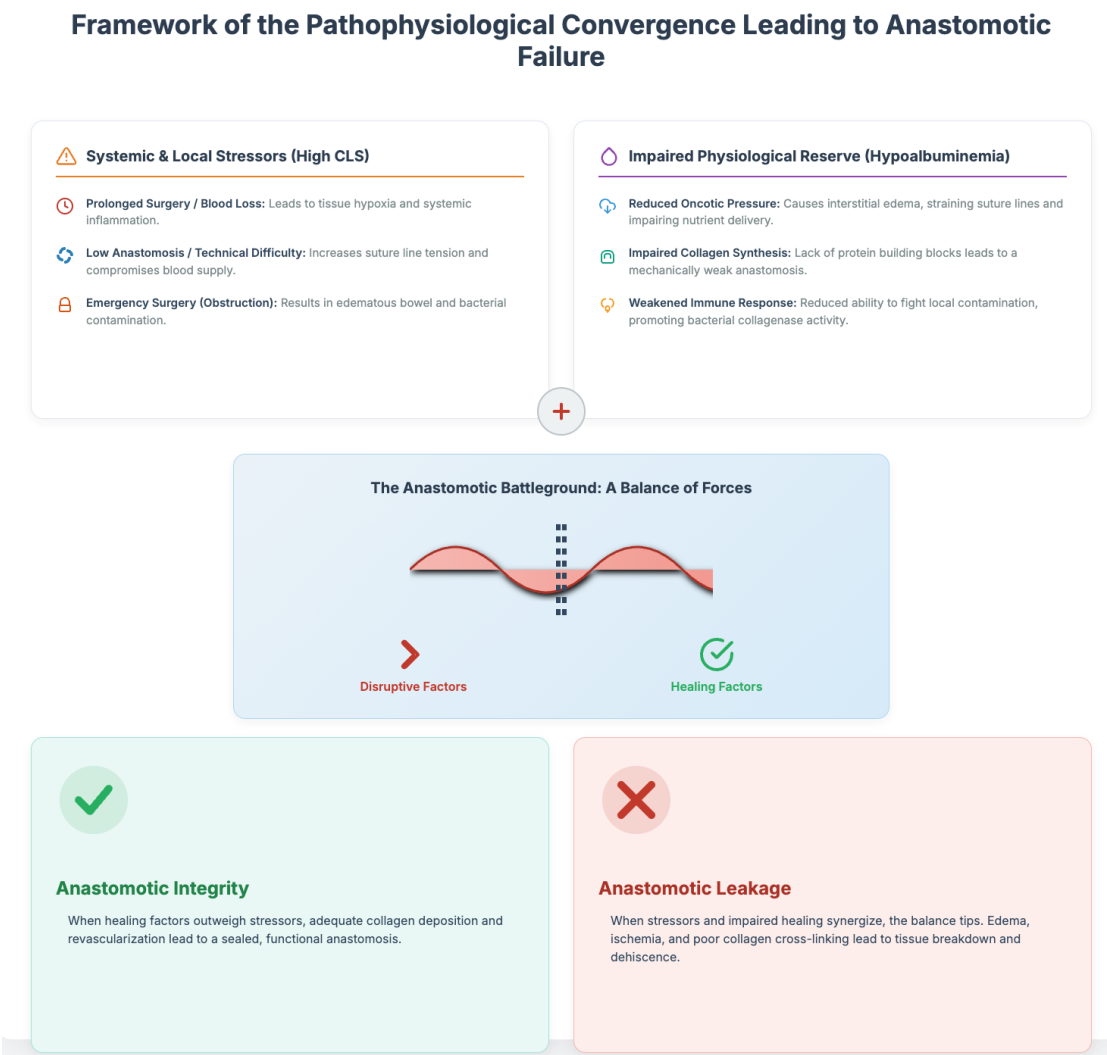 Framework of the Pathophysiological Convergence Leading to Anastomotic
Failure
Systemic & Local Stressors (High CLS)
Prolonged Surgery / Blood Loss: Leads to tissue hypoxia and systemic
inflammation.
Low Anastomosis / Technical Difficulty: Increases suture line tension and
compromises blood supply.
Emergency Surgery (Obstruction): Results in edematous bowel and bacterial
contamination.
Impaired Physiological Reserve (Hypoalbuminemia)
Reduced Oncotic Pressure: Causes interstitial edema, straining suture lines and
impairing nutrient delivery.
Impaired Collagen Synthesis: Lack of protein building blocks leads to a
mechanically weak anastomosis.
Weakened Immune Response: Reduced ability to fight local contamination,
promoting bacterial collagenase activity.
The Anastomotic Battleground: A Balance of Forces
Disruptive Factors
Healing Factors
Anastomotic Integrity
When healing factors outweigh stressors, adequate collagen deposition and
revascularization lead to a sealed, functional anastomosis.
Anastomotic Leakage
When stressors and impaired healing synergize, the balance tips. Edema,
ischemia, and poor collagen cross-linking lead to tissue breakdown and
dehiscence.